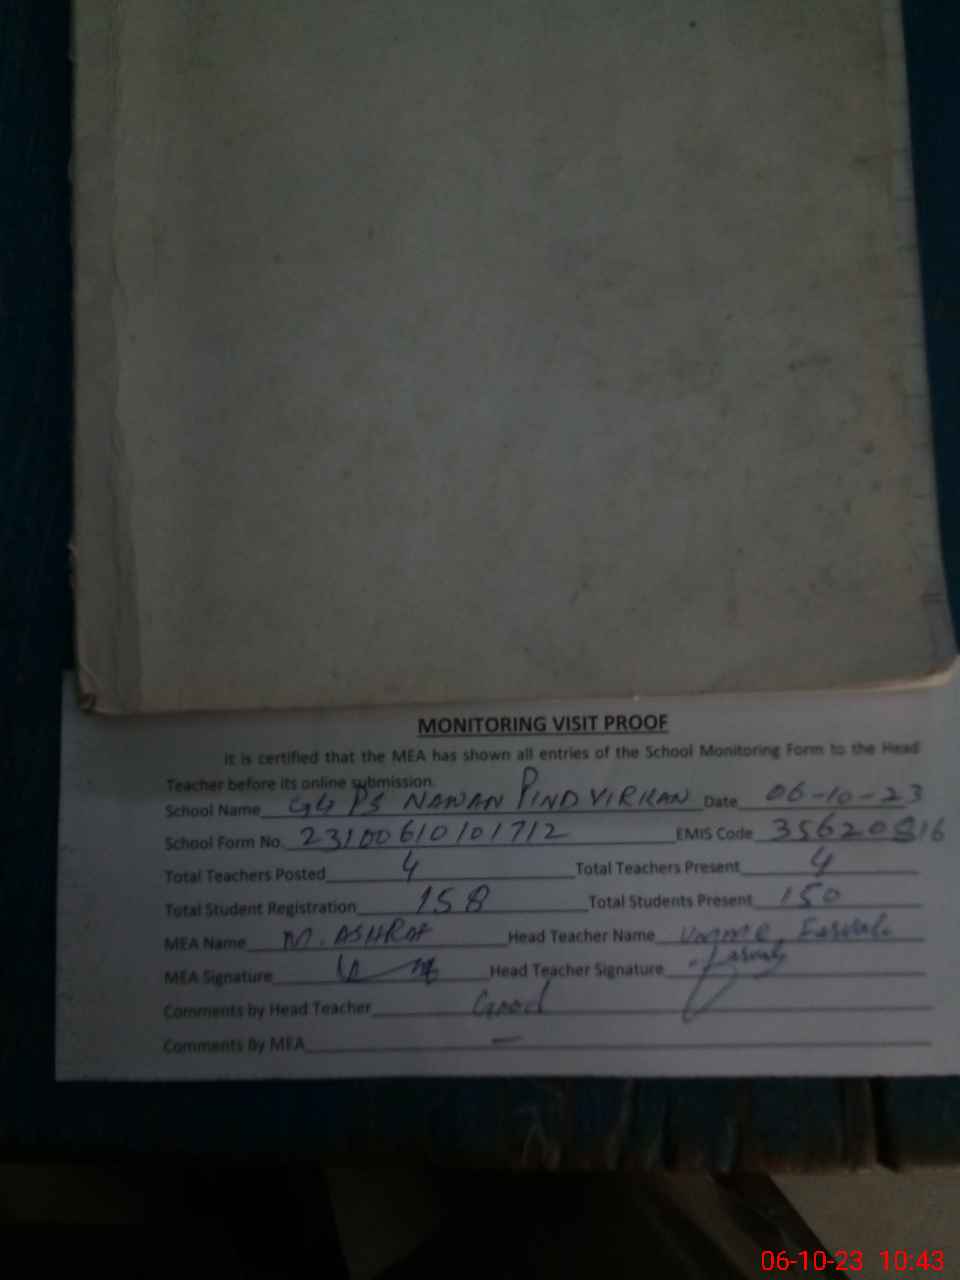 MONITORING VISIT PROOF
It is certified that the MEA has shown all entries of the School Monitoring Form to the Head
Teacher before its online submission.
School Name GGPS NAWAN PIND VIRKAN Date 06-10-23
School Form No. 23100610101712 EMIS Code 35620816
Total Teachers Posted 4 Total Teachers Present 4
Total Student Registration 158 Total Students Present 150
MEA Name M. ASHRAF Head Teacher Name Umme
MEA Signature Head Teacher Signature
Comments by Head Teacher Good
Comments By MEA —
06-10-23 10:43